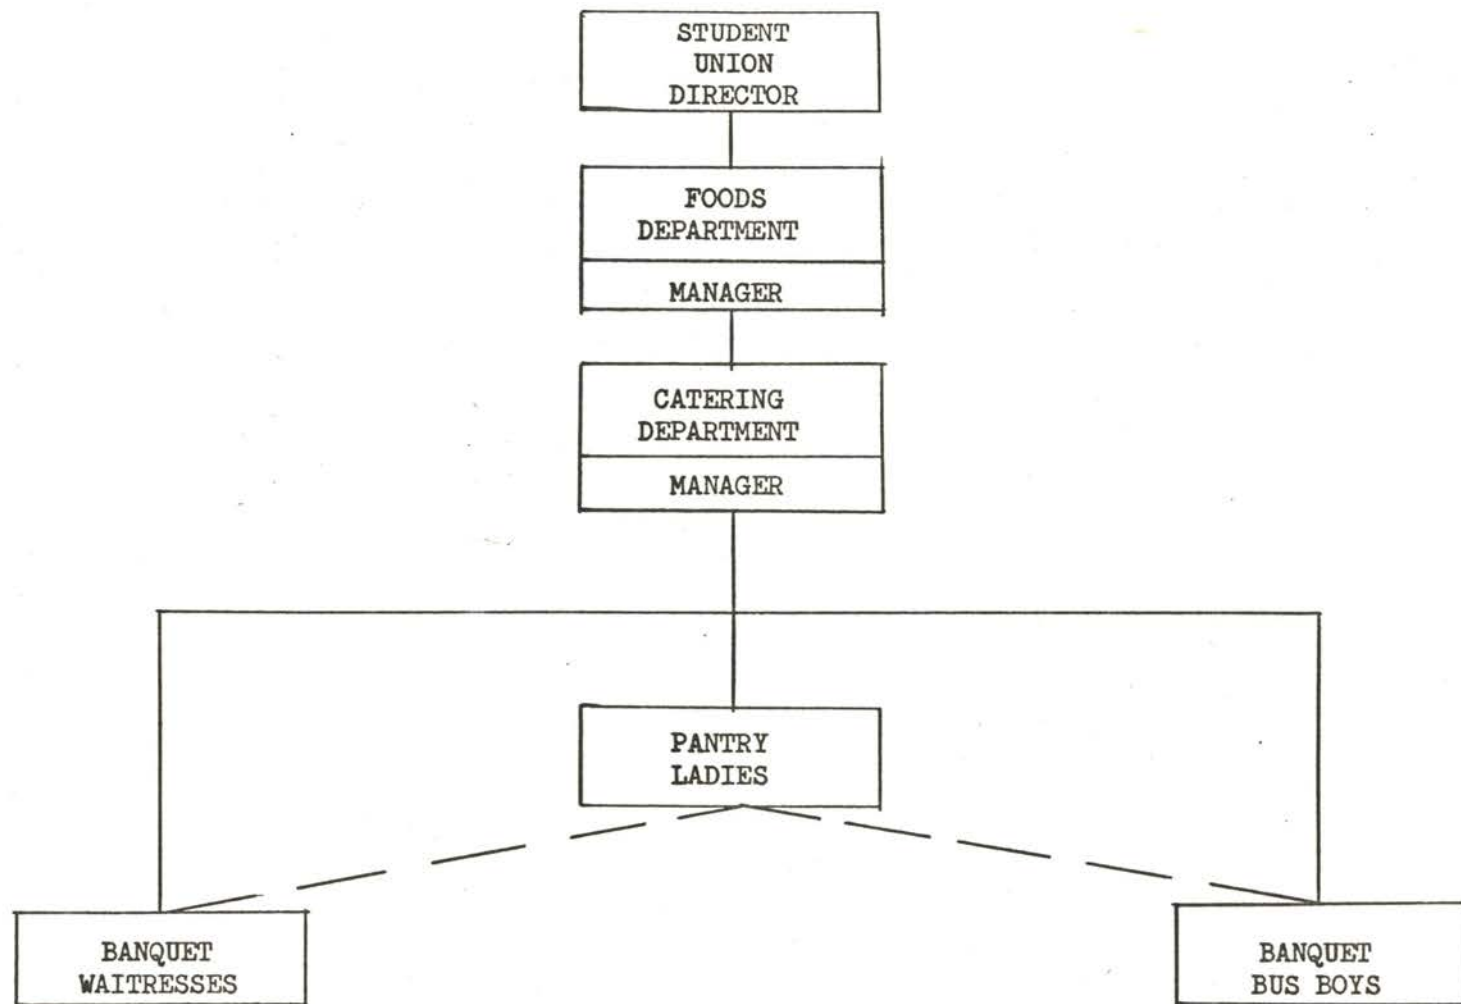 STUDENT
UNION
DIRECTOR
FOODS
DEPARTMENT
MANAGER
CATERING
DEPARTMENT
MANAGER
PANTRY
LADIES
BANQUET
WAITRESSES
BANQUET
BUS BOYS